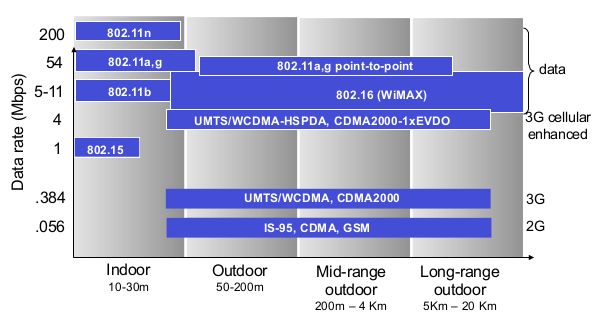 200
802.11n
54
802.11a,g
802.11a,g point-to-point
data
5-11
802.11b
802.16 (WiMAX)
4
UMTS/WCDMA-HSPDA, CDMA2000-1xEVDO
3G cellular
enhanced
1
802.15
.384
UMTS/WCDMA, CDMA2000
3G
.056
IS-95, CDMA, GSM
2G
Data rate (Mbps)
Indoor
10-30m
Outdoor
50-200m
Mid-range
outdoor
200m – 4 Km
Long-range
outdoor
5Km – 20 Km